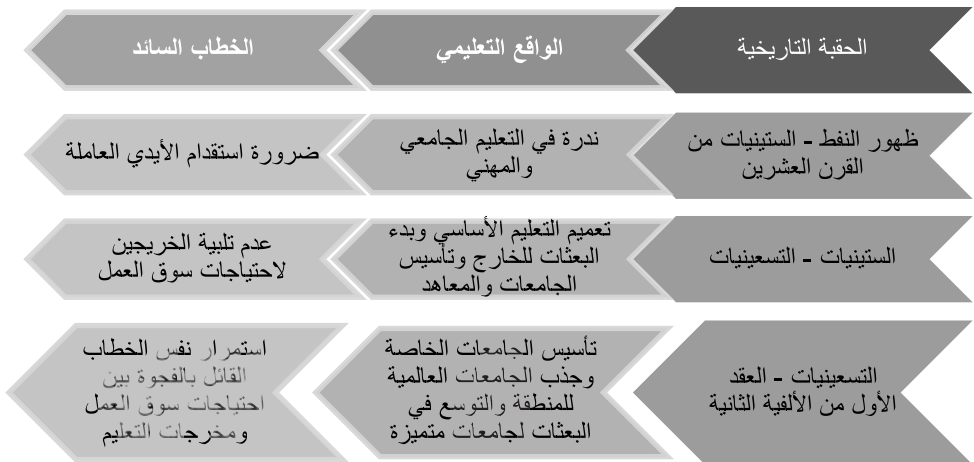 الحقبة التاريخية
الواقع التعليمي
الخطاب السائد
ظهور النفط - الستينيات من
القرن العشرين
ندرة في التعليم الجامعي
والمهني
ضرورة استقدام الأيدي العاملة
الستينيات - التسعينيات
تعميم التعليم الأساسي وبدء
البعثات للخارج وتأسيس
الجامعات والمعاهد
عدم تلبية الخريجين
لاحتياجات سوق العمل
التسعينيات - العقد
الأول من الألفية الثانية
تأسيس الجامعات الخاصة
وجذب الجامعات العالمية
للمنطقة والتوسع في
البعثات لجامعات متميزة
استمرار نفس الخطاب
القائل بالفجوة بين
احتياجات سوق العمل
ومخرجات التعليم